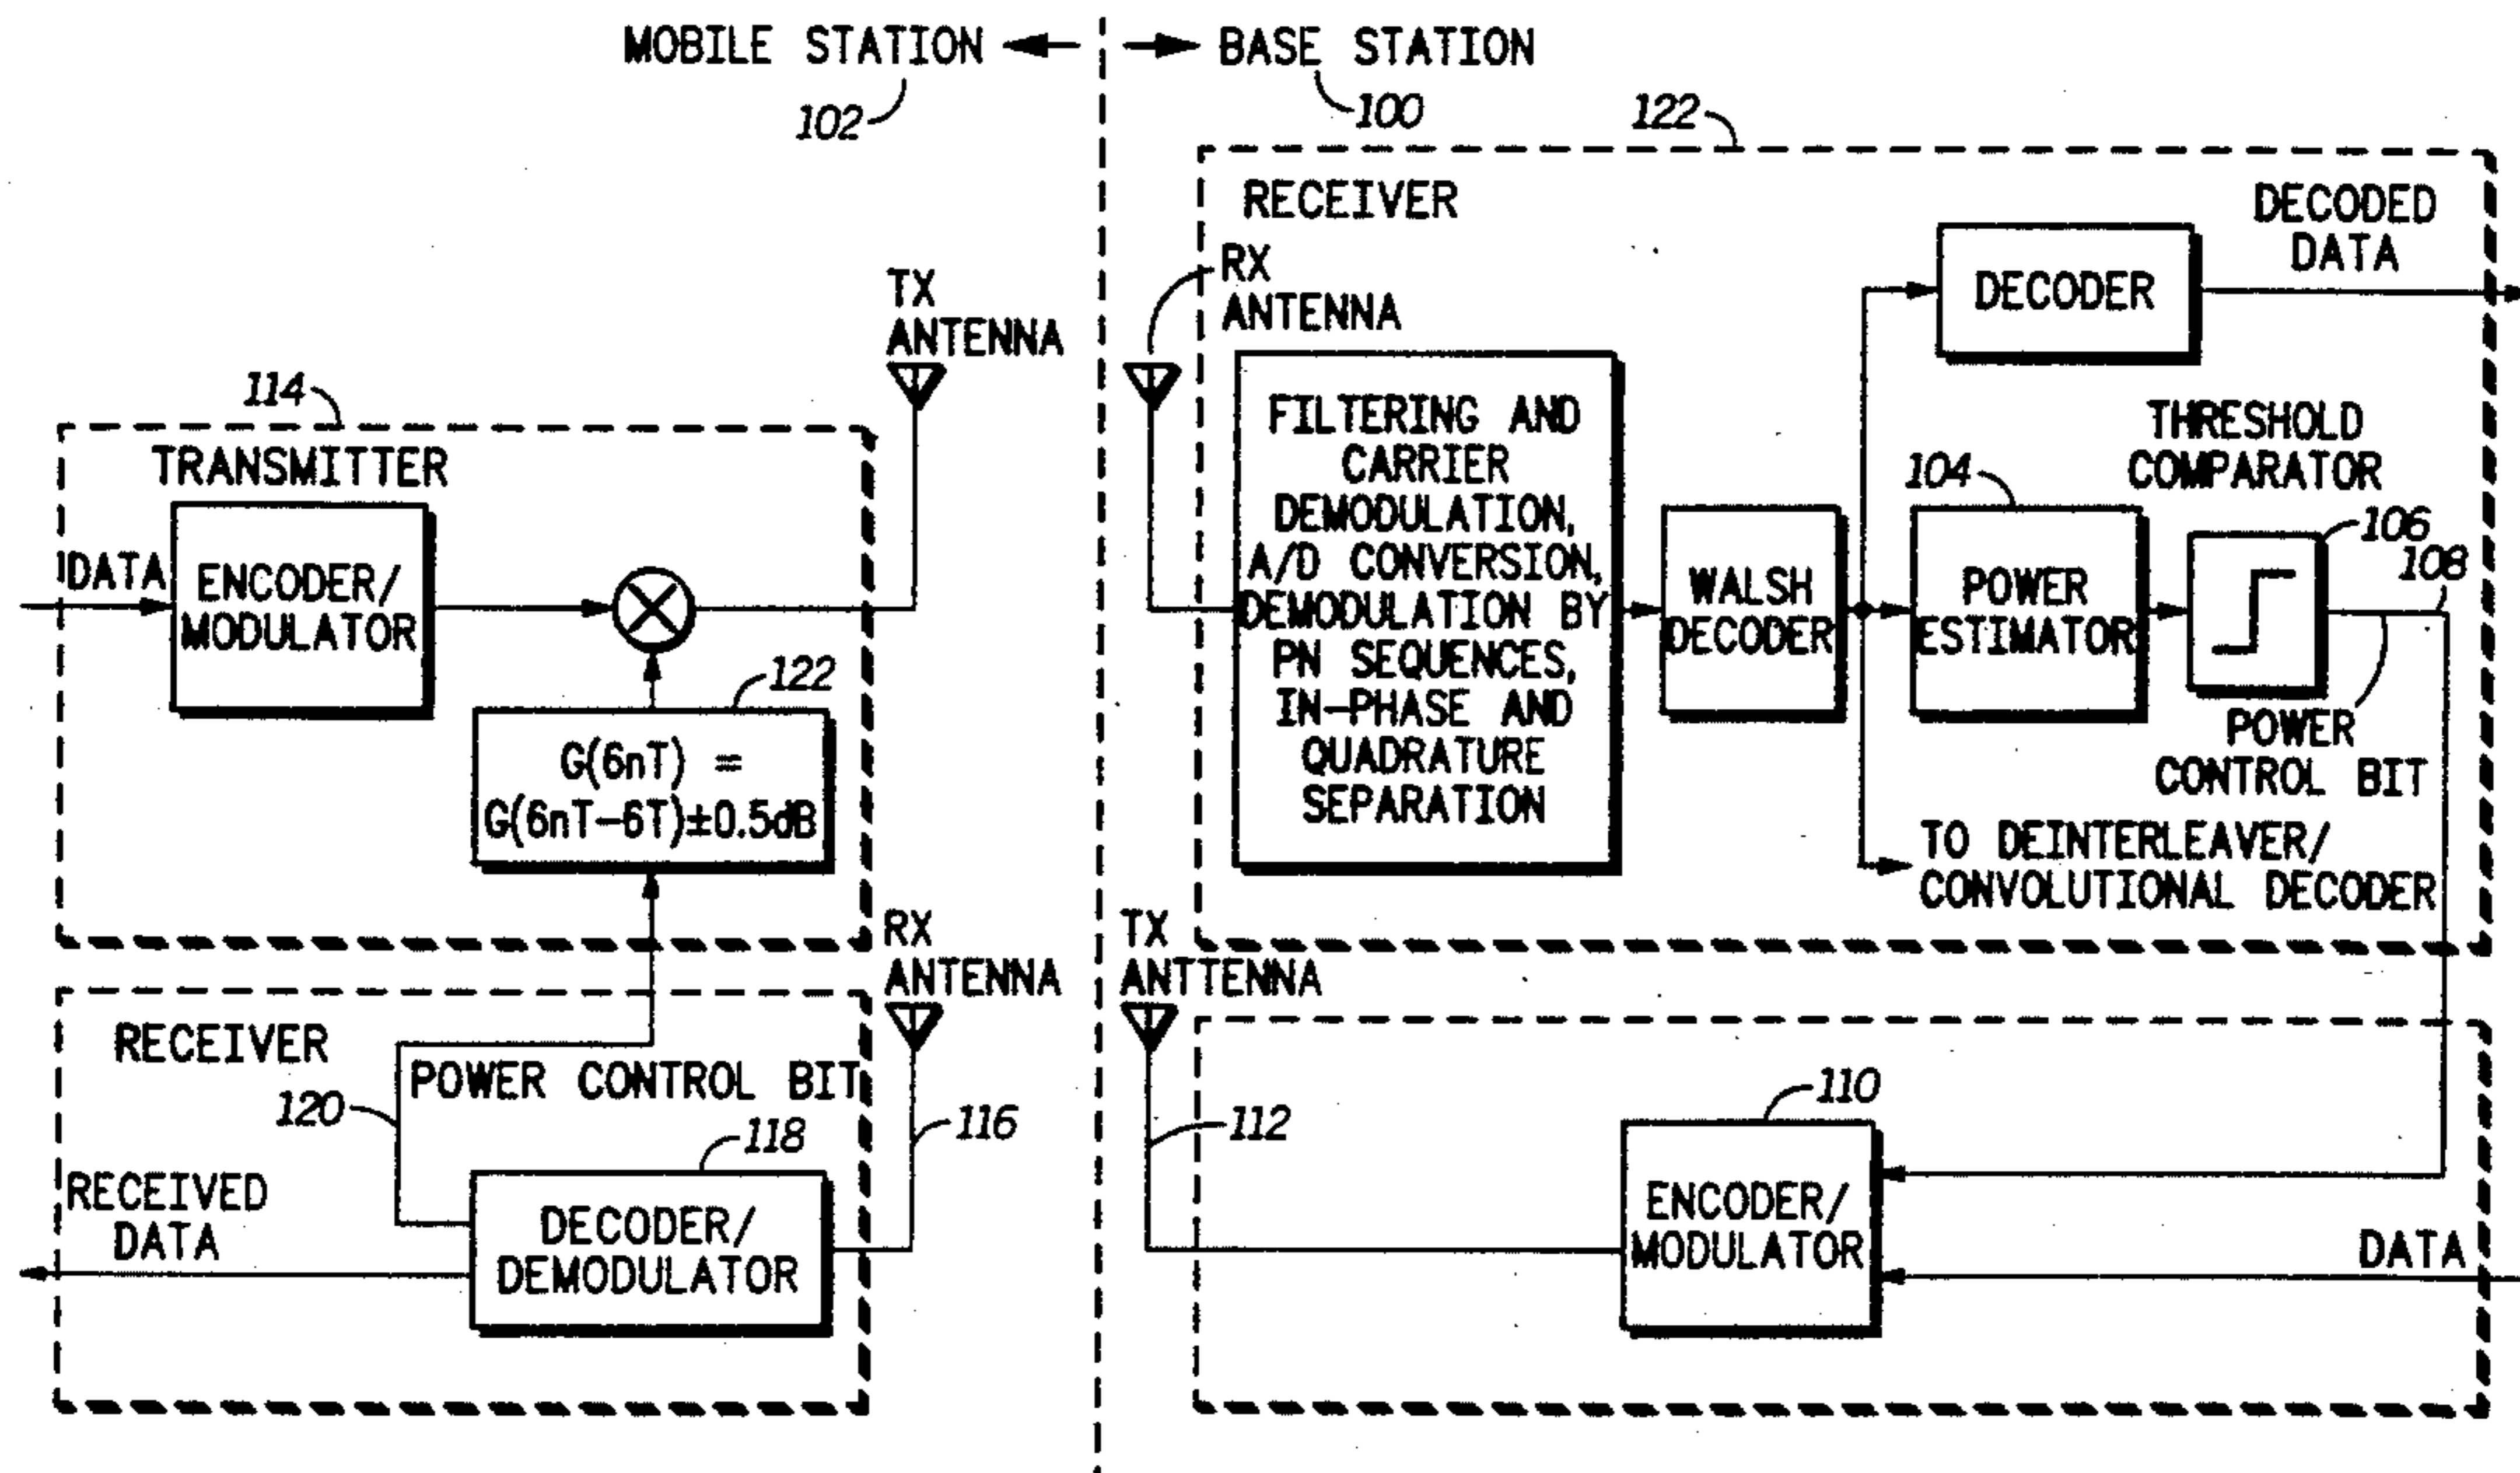 MOBILE STATION
BASE STATION
102
100
122
RECEIVER
DECODED
DATA
RX
ANTENNA
DECODER
TX
ANTENNA
114
TRANSMITTER
DATA
ENCODER/
MODULATOR
122
G(6nT) =
G(6nT-6T)±0.5dB
FILTERING AND
CARRIER
DEMODULATION,
A/D CONVERSION,
DEMODULATION BY
PN SEQUENCES,
IN-PHASE AND
QUADRATURE
SEPARATION
WALSH
DECODER
104
POWER
ESTIMATOR
THRESHOLD
COMPARATOR
106
108
POWER
CONTROL BIT
TO DEINTERLEAVER/
CONVOLUTIONAL DECODER
RX
ANTENNA
TX
ANTTENNA
RECEIVER
POWER CONTROL BIT
120
118
116
RECEIVED
DATA
DECODER/
DEMODULATOR
112
110
ENCODER/
MODULATOR
DATA